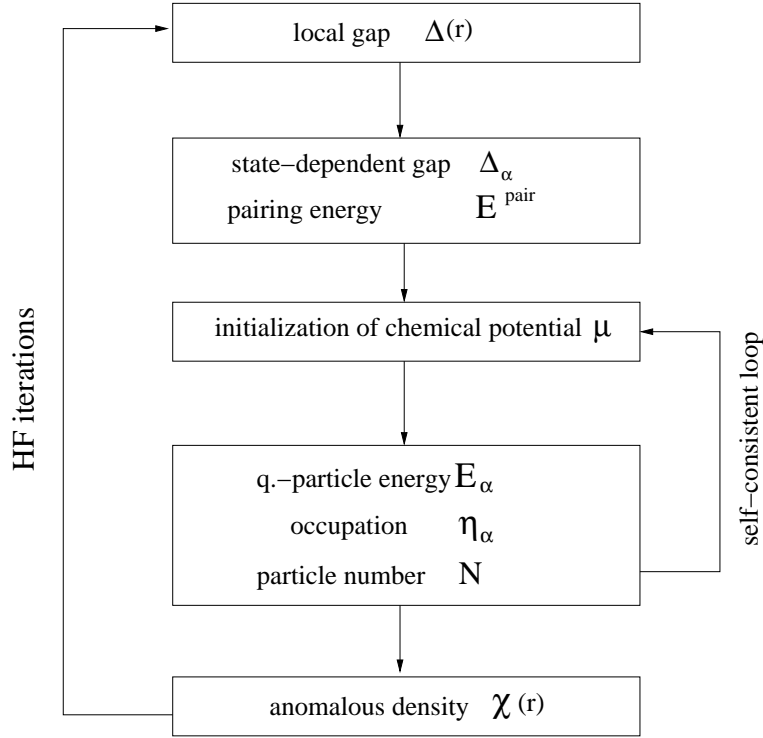 local gap Δ(r)
state−dependent gap Δα
pairing energy E pair
initialization of chemical potential μ
q.−particle energy Eα
occupation ηα
particle number N
anomalous density χ(r)
HF iterations
self−consistent loop